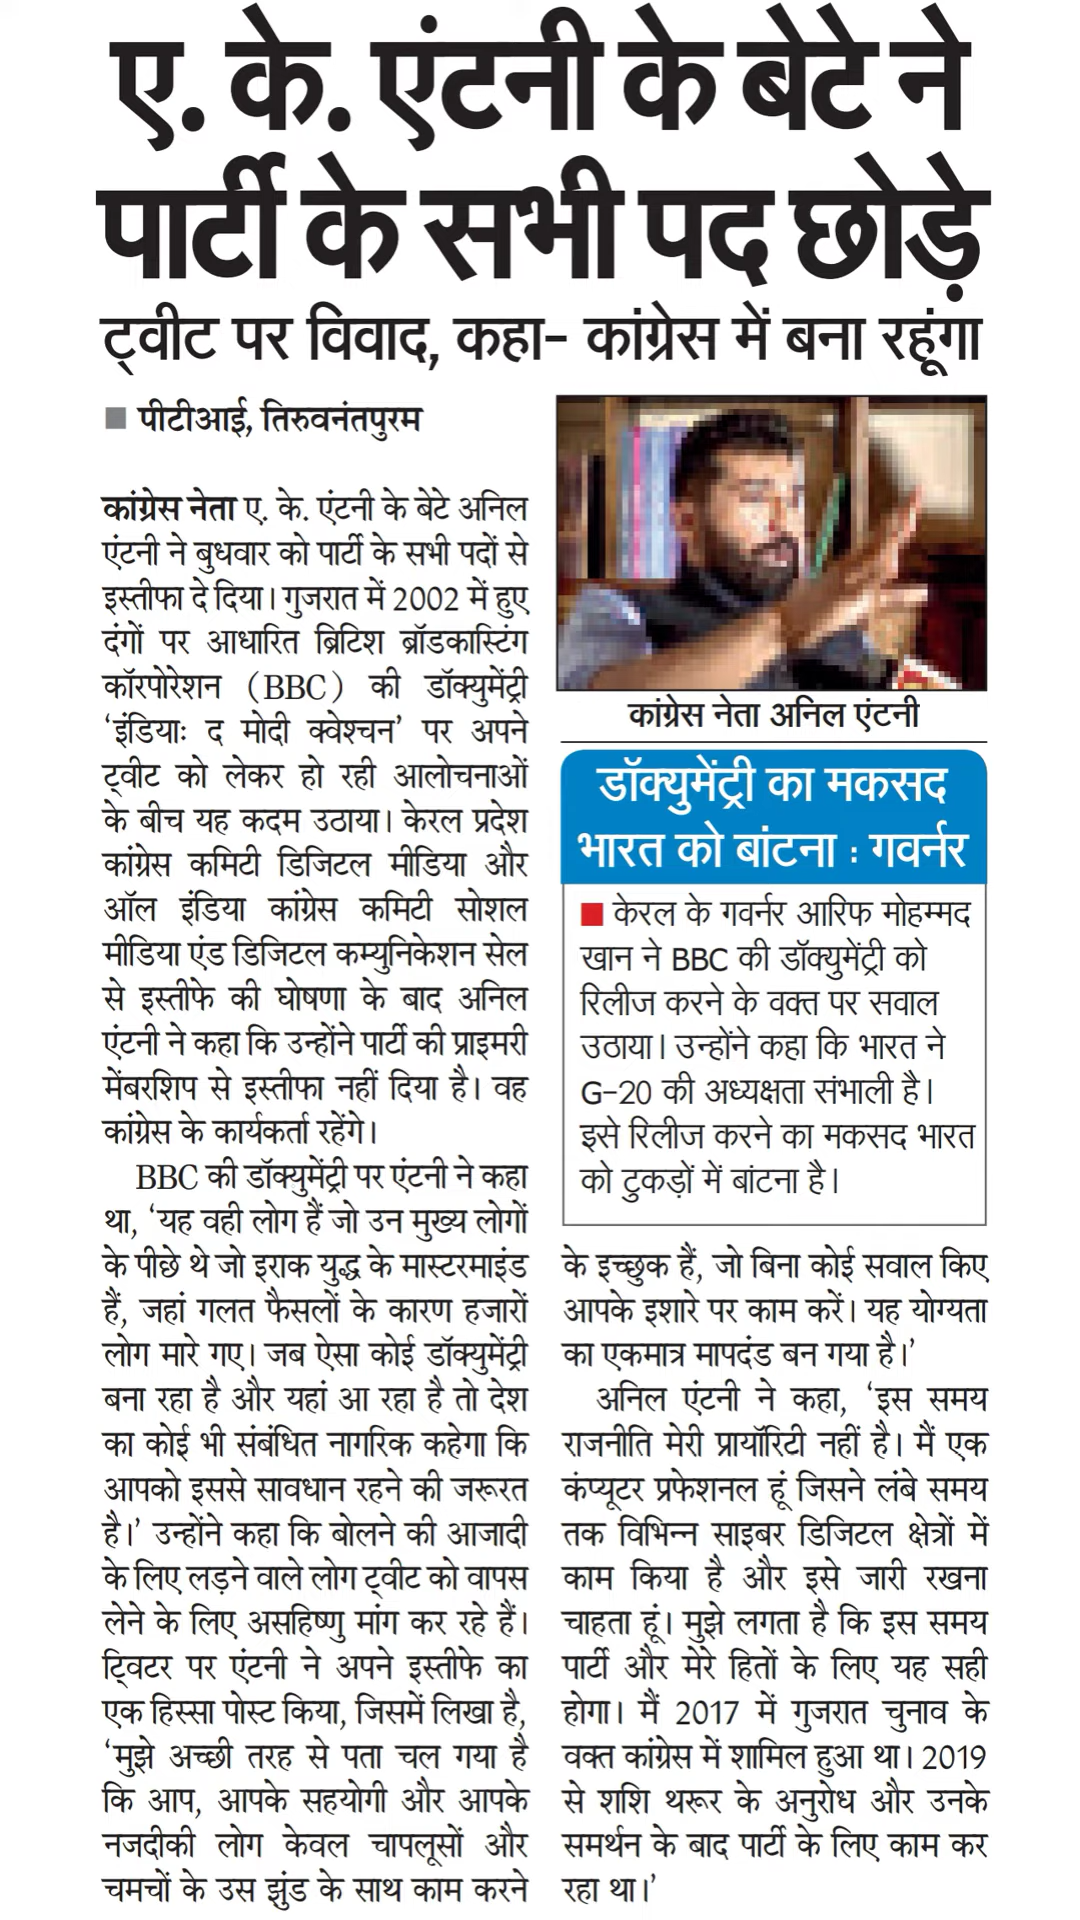 ए. के. एंटनी के बेटे ने
पार्टी के सभी पद छोड़े
ट्वीट पर विवाद, कहा- कांग्रेस में बना रहूंगा
■ पीटीआई, तिरुवनंतपुरम
कांग्रेस नेता ए. के. एंटनी के बेटे अनिल
एंटनी ने बुधवार को पार्टी के सभी पदों से
इस्तीफा दे दिया। गुजरात में 2002 में हुए
दंगों पर आधारित ब्रिटिश ब्रॉडकास्टिंग
कॉरपोरेशन (BBC) की डॉक्युमेंट्री
‘इंडियाः द मोदी क्वेश्चन’ पर अपने
ट्वीट को लेकर हो रही आलोचनाओं
के बीच यह कदम उठाया। केरल प्रदेश
कांग्रेस कमिटी डिजिटल मीडिया और
ऑल इंडिया कांग्रेस कमिटी सोशल
मीडिया एंड डिजिटल कम्युनिकेशन सेल
से इस्तीफे की घोषणा के बाद अनिल
एंटनी ने कहा कि उन्होंने पार्टी की प्राइमरी
मेंबरशिप से इस्तीफा नहीं दिया है। वह
कांग्रेस के कार्यकर्ता रहेंगे।
BBC की डॉक्युमेंट्री पर एंटनी ने कहा
था, ‘यह वही लोग हैं जो उन मुख्य लोगों
के पीछे थे जो इराक युद्ध के मास्टरमाइंड
हैं, जहां गलत फैसलों के कारण हजारों
लोग मारे गए। जब ऐसा कोई डॉक्युमेंट्री
बना रहा है और यहां आ रहा है तो देश
का कोई भी संबंधित नागरिक कहेगा कि
आपको इससे सावधान रहने की जरूरत
है।’ उन्होंने कहा कि बोलने की आजादी
के लिए लड़ने वाले लोग ट्वीट को वापस
लेने के लिए असहिष्णु मांग कर रहे हैं।
ट्विटर पर एंटनी ने अपने इस्तीफे का
एक हिस्सा पोस्ट किया, जिसमें लिखा है,
‘मुझे अच्छी तरह से पता चल गया है
कि आप, आपके सहयोगी और आपके
नजदीकी लोग केवल चापलूसों और
चमचों के उस झुंड के साथ काम करने
कांग्रेस नेता अनिल एंटनी
डॉक्युमेंट्री का मकसद
भारत को बांटना : गवर्नर
■ केरल के गवर्नर आरिफ मोहम्मद
खान ने BBC की डॉक्युमेंट्री को
रिलीज करने के वक्त पर सवाल
उठाया। उन्होंने कहा कि भारत ने
G-20 की अध्यक्षता संभाली है।
इसे रिलीज करने का मकसद भारत
को टुकड़ों में बांटना है।
के इच्छुक हैं, जो बिना कोई सवाल किए
आपके इशारे पर काम करें। यह योग्यता
का एकमात्र मापदंड बन गया है।’
अनिल एंटनी ने कहा, ‘इस समय
राजनीति मेरी प्रायॉरिटी नहीं है। मैं एक
कंप्यूटर प्रफेशनल हूं जिसने लंबे समय
तक विभिन्न साइबर डिजिटल क्षेत्रों में
काम किया है और इसे जारी रखना
चाहता हूं। मुझे लगता है कि इस समय
पार्टी और मेरे हितों के लिए यह सही
होगा। मैं 2017 में गुजरात चुनाव के
वक्त कांग्रेस में शामिल हुआ था। 2019
से शशि थरूर के अनुरोध और उनके
समर्थन के बाद पार्टी के लिए काम कर
रहा था।’